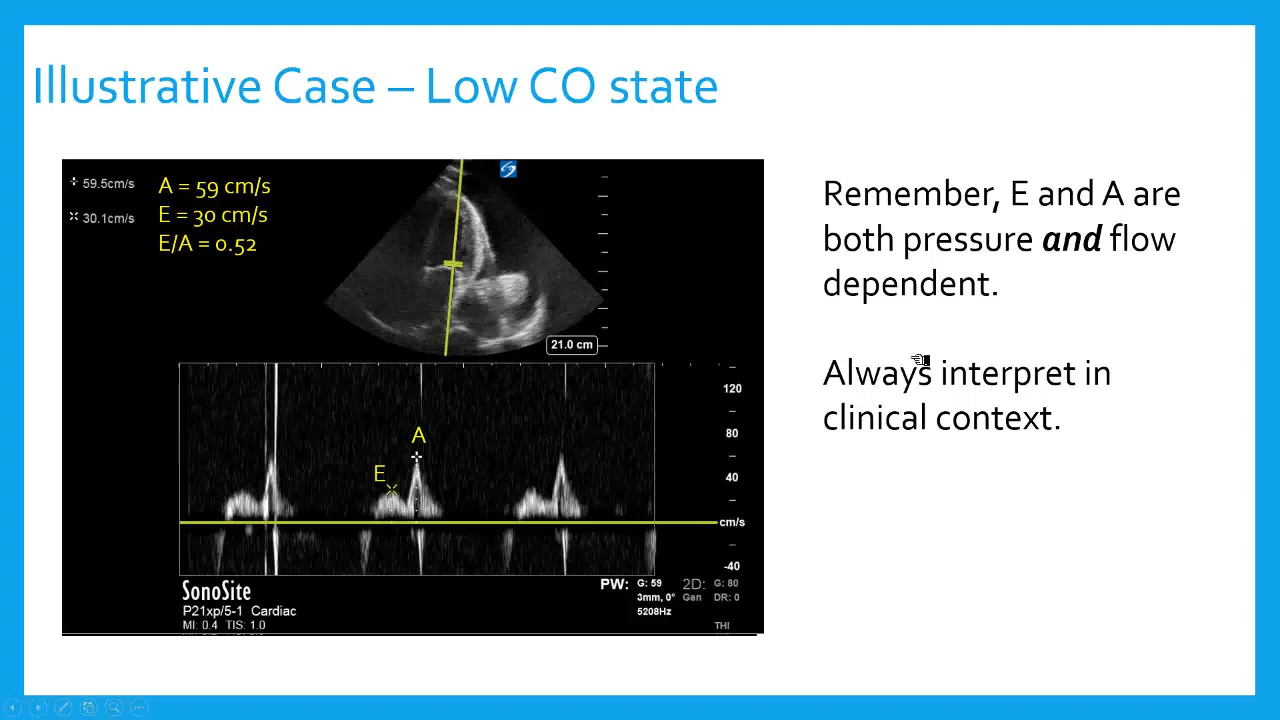 Illustrative Case – Low CO state
59.5cm/s
30.1cm/s
A = 59 cm/s
E = 30 cm/s
E/A = 0.52
21.0 cm
Remember, E and A are
both pressure and flow
dependent.
Always interpret in
clinical context.
120
80
40
cm/s
-40
A
E
SonoSite
P21xp/5-1 Cardiac
MI: 0.4 TIS: 1.0
PW: G: 59
3mm, 0°
5208Hz
2D: G: 80
Gen DR: 0
THI